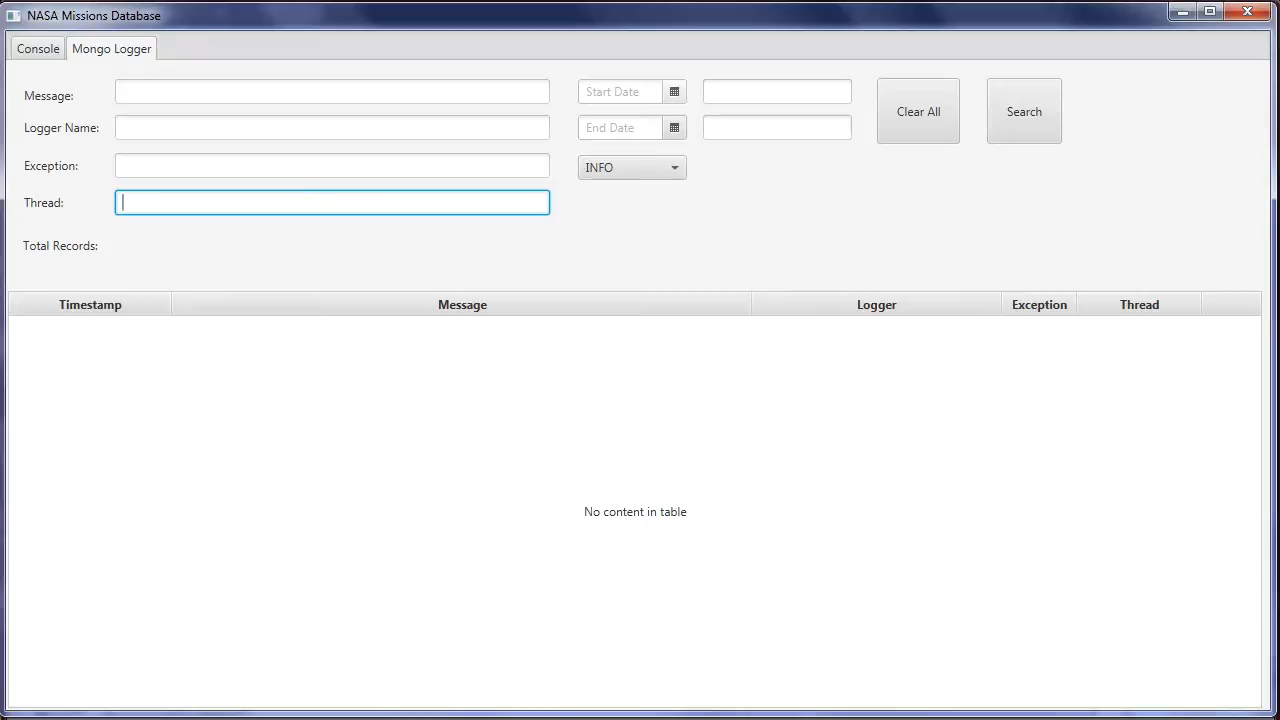 NASA Missions Database
Console
Mongo Logger
Message:
Start Date
Clear All
Search
Logger Name:
End Date
Exception:
INFO
Thread:
Total Records:
Timestamp
Message
Logger
Exception
Thread
No content in table